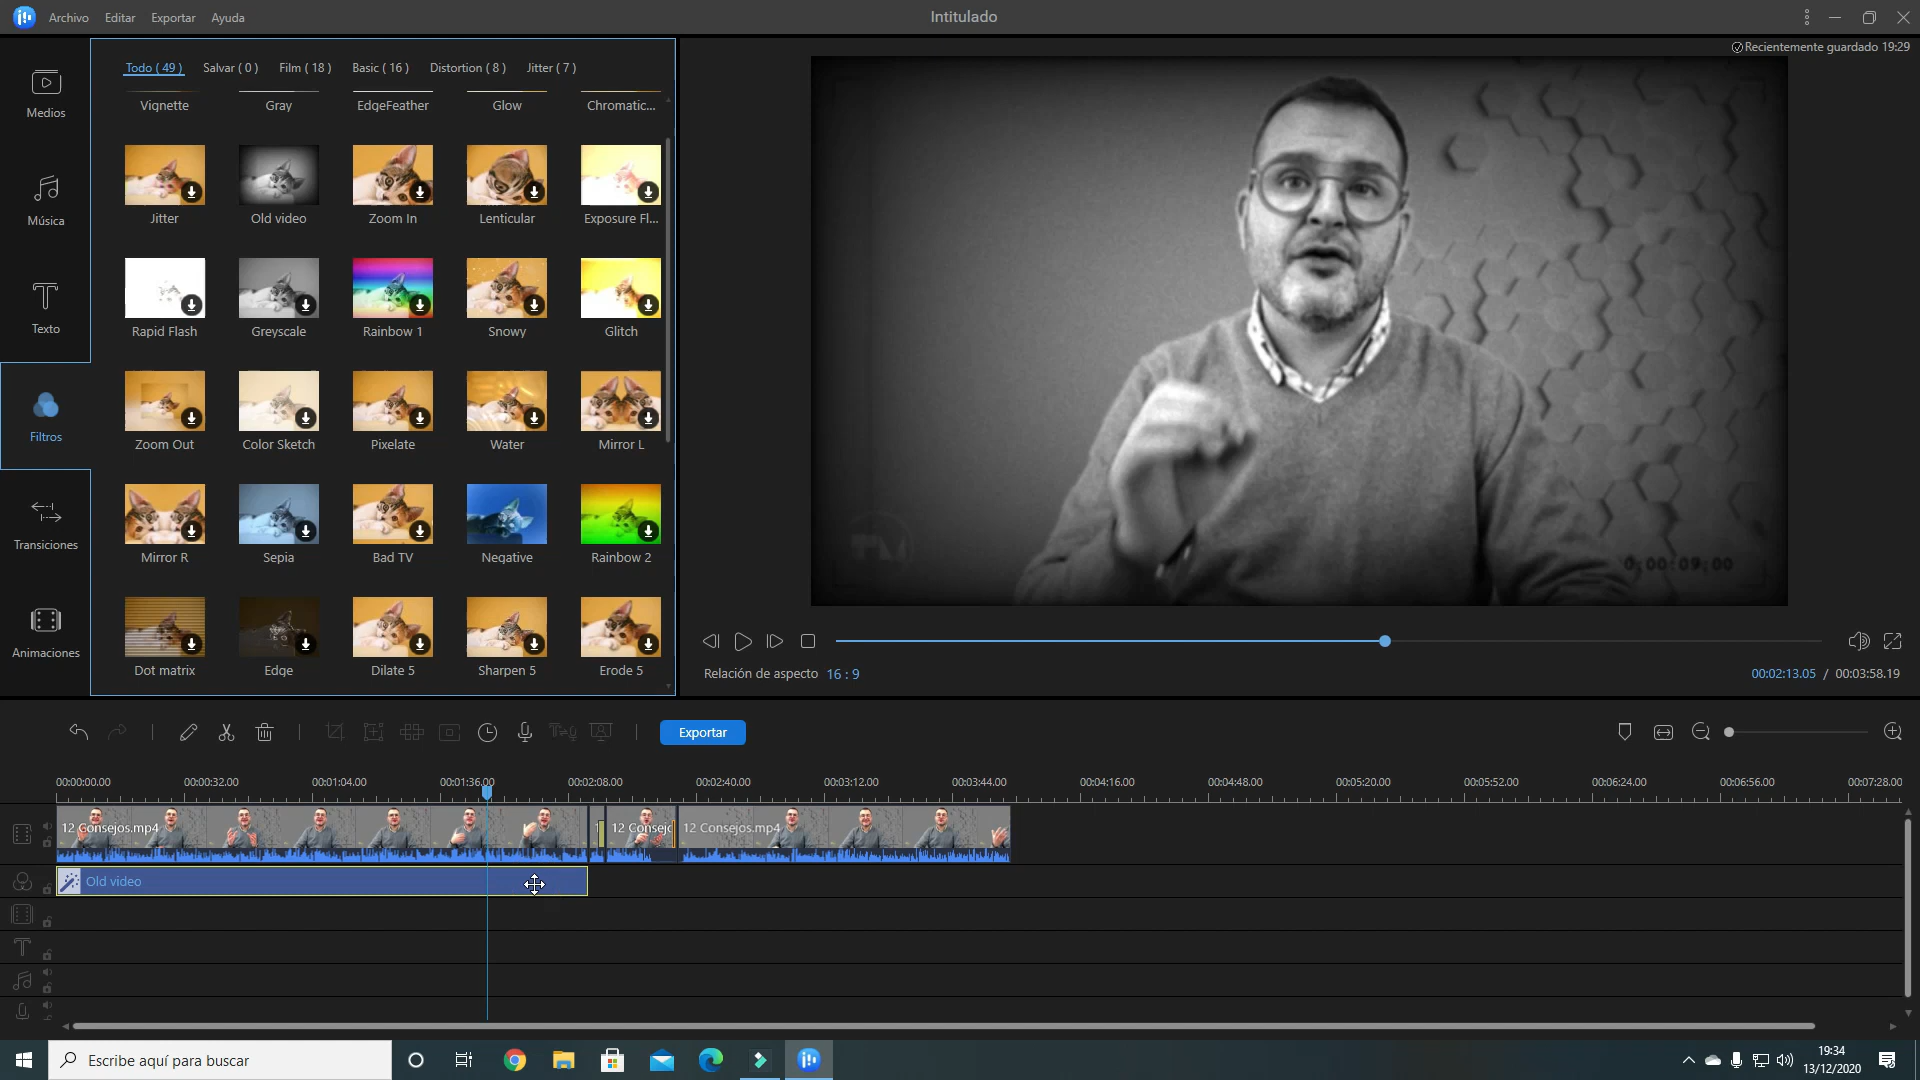 Archivo Editar Exportar Ayuda
Intitulado
Recientemente guardado 19:29
Medios
Música
Texto
Filtros
Transiciones
Animaciones
Todo ( 49 ) Salvar ( 0 ) Film ( 18 ) Basic ( 16 ) Distortion ( 8 ) Jitter ( 7 )
Vignette Gray EdgeFeather Glow Chromatic...
Jitter Old video Zoom In Lenticular Exposure Fl...
Rapid Flash Greyscale Rainbow 1 Snowy Glitch
Zoom Out Color Sketch Pixelate Water Mirror L
Mirror R Sepia Bad TV Negative Rainbow 2
Dot matrix Edge Dilate 5 Sharpen 5 Erode 5
0:00:09:00
Relación de aspecto 16 : 9
00:02:13.05 / 00:03:58.19
Exportar
00:00:00.00 00:00:32.00 00:01:04.00 00:01:36.00 00:02:08.00 00:02:40.00 00:03:12.00 00:03:44.00 00:04:16.00 00:04:48.00 00:05:20.00 00:05:52.00 00:06:24.00 00:06:56.00 00:07:28.00
12 Consejos.mp4 12 Consejo 12 Consejos.mp4
Old video
Escribe aquí para buscar
19:34
13/12/2020